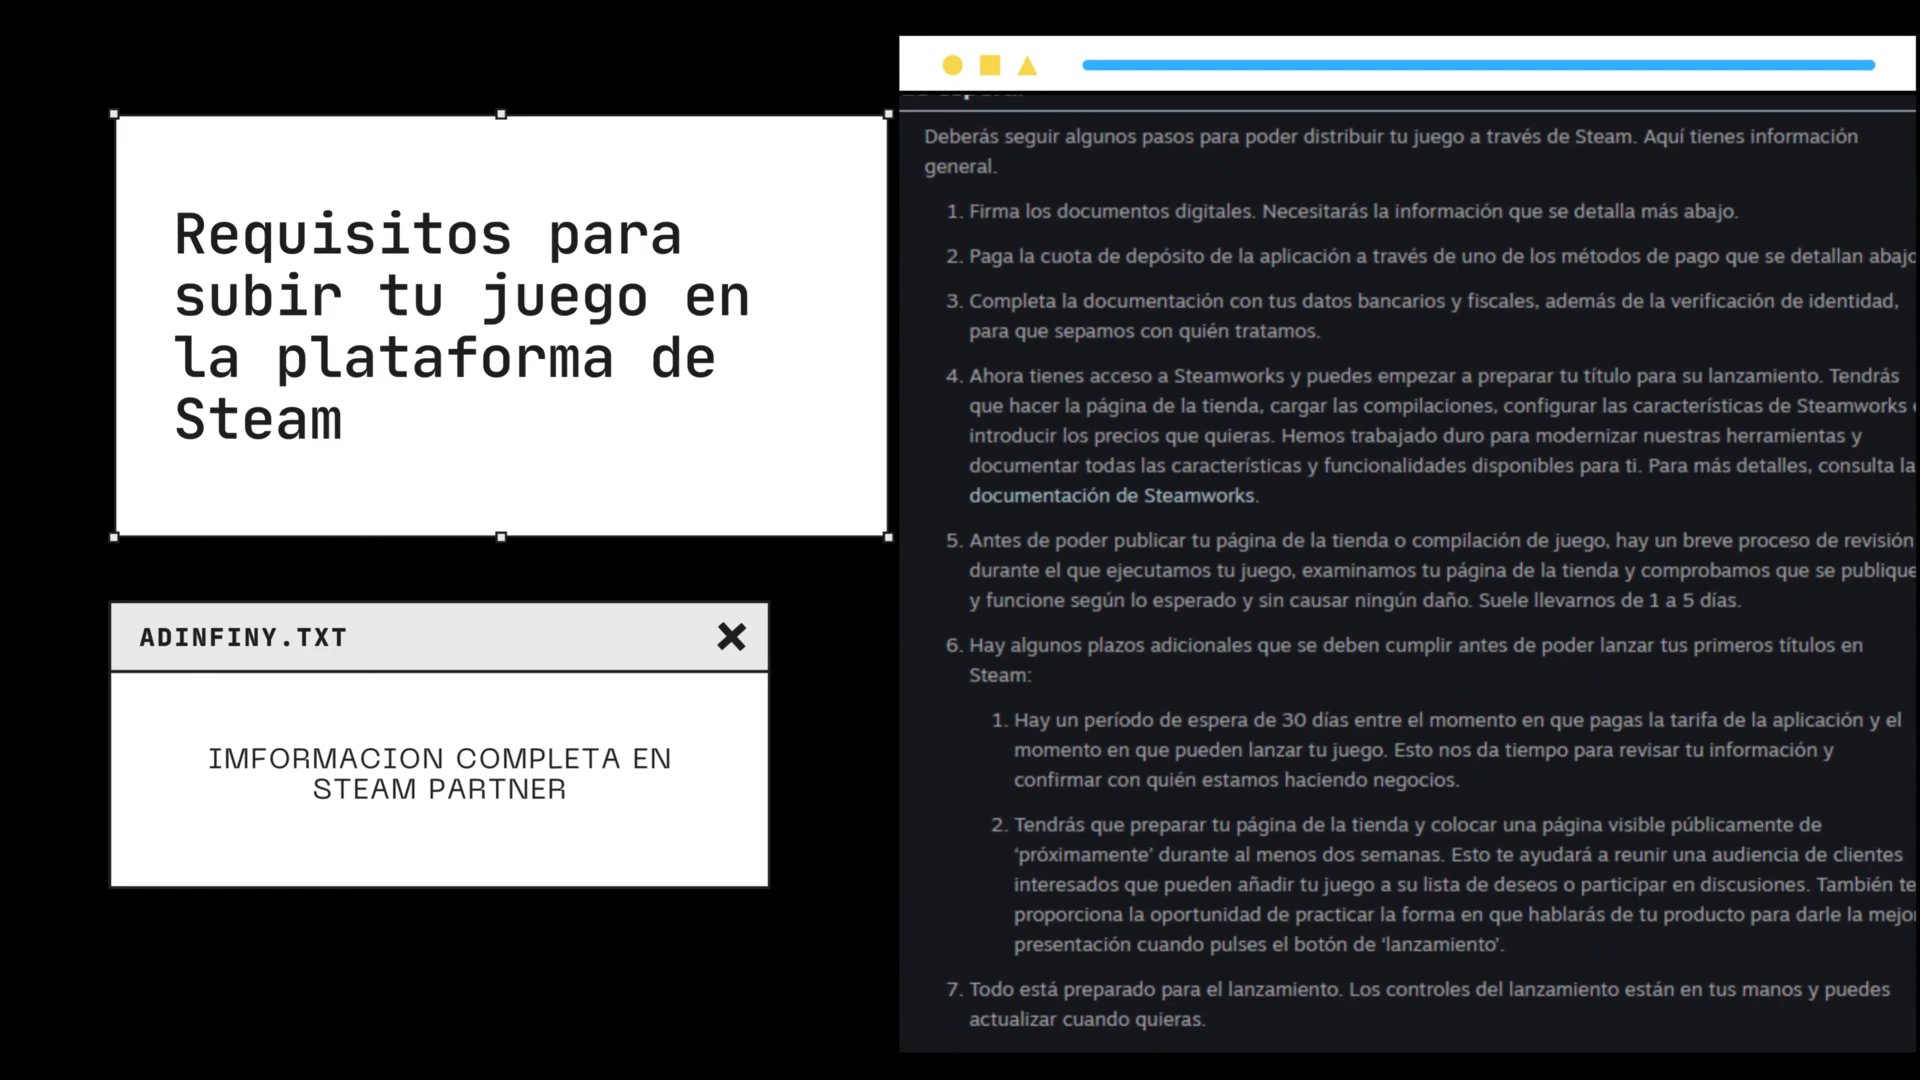 Requisitos para
subir tu juego en
la plataforma de
Steam
ADINFINY.TXT
IMFORMACION COMPLETA EN
STEAM PARTNER
Deberás seguir algunos pasos para poder distribuir tu juego a través de Steam. Aquí tienes información
general.
1. Firma los documentos digitales. Necesitarás la información que se detalla más abajo.
2. Paga la cuota de depósito de la aplicación a través de uno de los métodos de pago que se detallan abajo
3. Completa la documentación con tus datos bancarios y fiscales, además de la verificación de identidad,
para que sepamos con quién tratamos.
4. Ahora tienes acceso a Steamworks y puedes empezar a preparar tu título para su lanzamiento. Tendrás
que hacer la página de la tienda, cargar las compilaciones, configurar las características de Steamworks
introducir los precios que quieras. Hemos trabajado duro para modernizar nuestras herramientas y
documentar todas las características y funcionalidades disponibles para ti. Para más detalles, consulta la
documentación de Steamworks.
5. Antes de poder publicar tu página de la tienda o compilación de juego, hay un breve proceso de revisión
durante el que ejecutamos tu juego, examinamos tu página de la tienda y comprobamos que se publique
y funcione según lo esperado y sin causar ningún daño. Suele llevarnos de 1 a 5 días.
6. Hay algunos plazos adicionales que se deben cumplir antes de poder lanzar tus primeros títulos en
Steam:
1. Hay un período de espera de 30 días entre el momento en que pagas la tarifa de la aplicación y el
momento en que pueden lanzar tu juego. Esto nos da tiempo para revisar tu información y
confirmar con quién estamos haciendo negocios.
2. Tendrás que preparar tu página de la tienda y colocar una página visible públicamente de
‘próximamente’ durante al menos dos semanas. Esto te ayudará a reunir una audiencia de clientes
interesados que pueden añadir tu juego a su lista de deseos o participar en discusiones. También te
proporciona la oportunidad de practicar la forma en que hablarás de tu producto para darle la mejo
presentación cuando pulses el botón de ‘lanzamiento’.
7. Todo está preparado para el lanzamiento. Los controles del lanzamiento están en tus manos y puedes
actualizar cuando quieras.